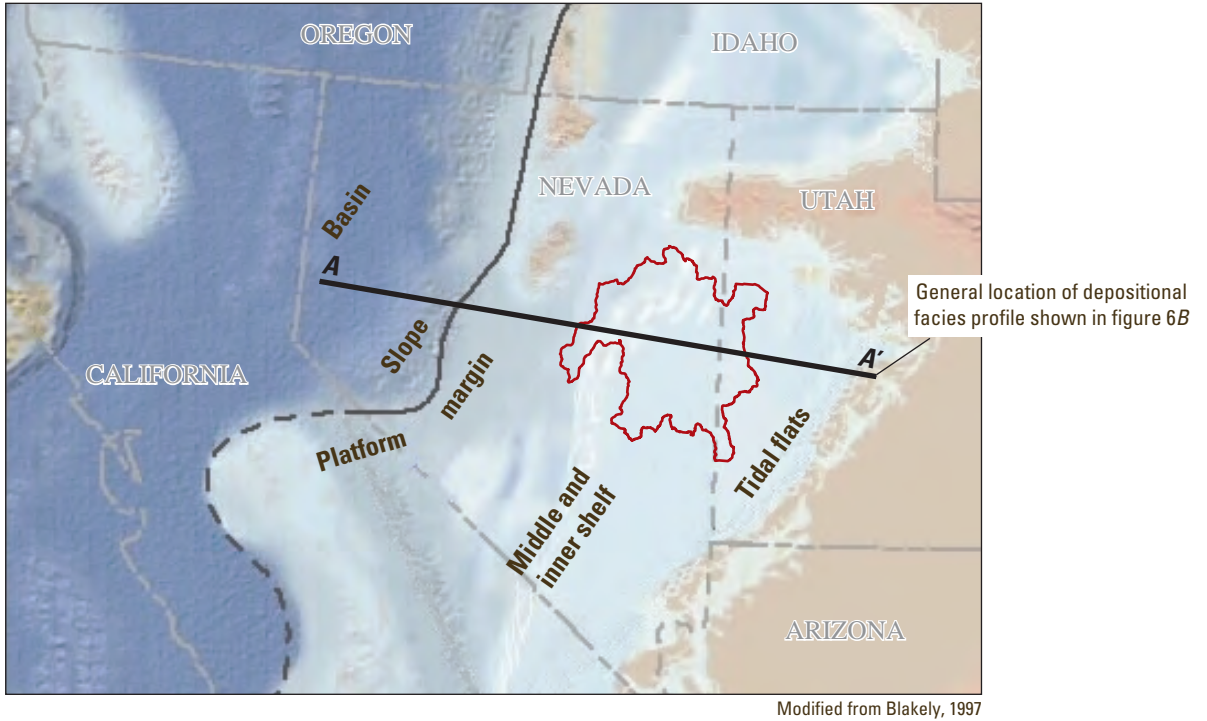 OREGON
IDAHO
NEVADA
UTAH
Basin
A
General location of depositional
facies profile shown in figure 6B
Slope
A′
CALIFORNIA
margin
Platform
Tidal flats
Middle and
inner shelf
ARIZONA
Modified from Blakely, 1997